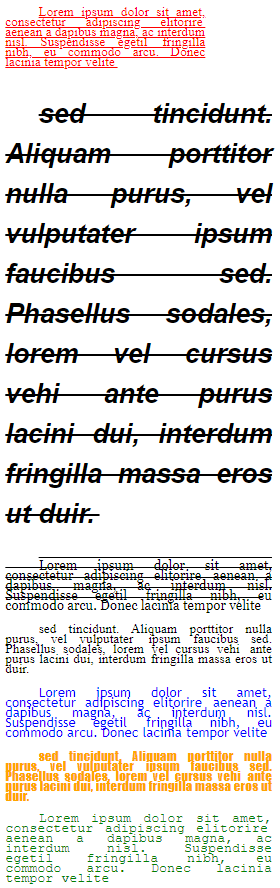 Lorem ipsum dolor sit amet,
consectetur adipiscing elitorire
aenean a dapibus magna, ac interdum
nisl. Suspendisse egetil fringilla
nibh, eu commodo arcu. Donec
lacinia tempor velite
sed tincidunt.
Aliquam porttitor
nulla purus, vel
vulputater ipsum
faucibus sed.
Phasellus sodales,
lorem vel cursus
vehi ante purus
lacini dui, interdum
fringilla massa eros
ut duir.
Lorem ipsum dolor sit amet,
consectetur adipiscing elitorire, aenean, a
dapibus magna, ac interdum nisl.
Suspendisse egetil fringilla nibh, eu
commodo arcu. Donec lacinia tempor velite
sed tincidunt. Aliquam porttitor nulla
purus, vel vulputater ipsum faucibus sed.
Phasellus sodales, lorem vel cursus vehi ante
purus lacini dui, interdum fringilla massa eros ut
duir.
Lorem ipsum dolor sit amet,
consectetur adipiscing elitorire, aenean a
dapibus magna, ac interdum nisl.
Suspendisse egetil fringilla nibh, eu
commodo arcu. Donec lacinia tempor velite
sed tincidunt. Aliquam porttitor nulla
purus, vel vulputater ipsum faucibus sed.
Phasellus sodales, lorem vel cursus vehi ante
purus lacini dui, interdum fringilla massa eros ut
duir.
Lorem ipsum dolor sit amet,
consectetur adipiscing elitorire
aenean a dapibus magna, ac
interdum nisl. Suspendisse
egetil fringilla nibh, eu
commodo arcu. Donec lacinia
tempor velite